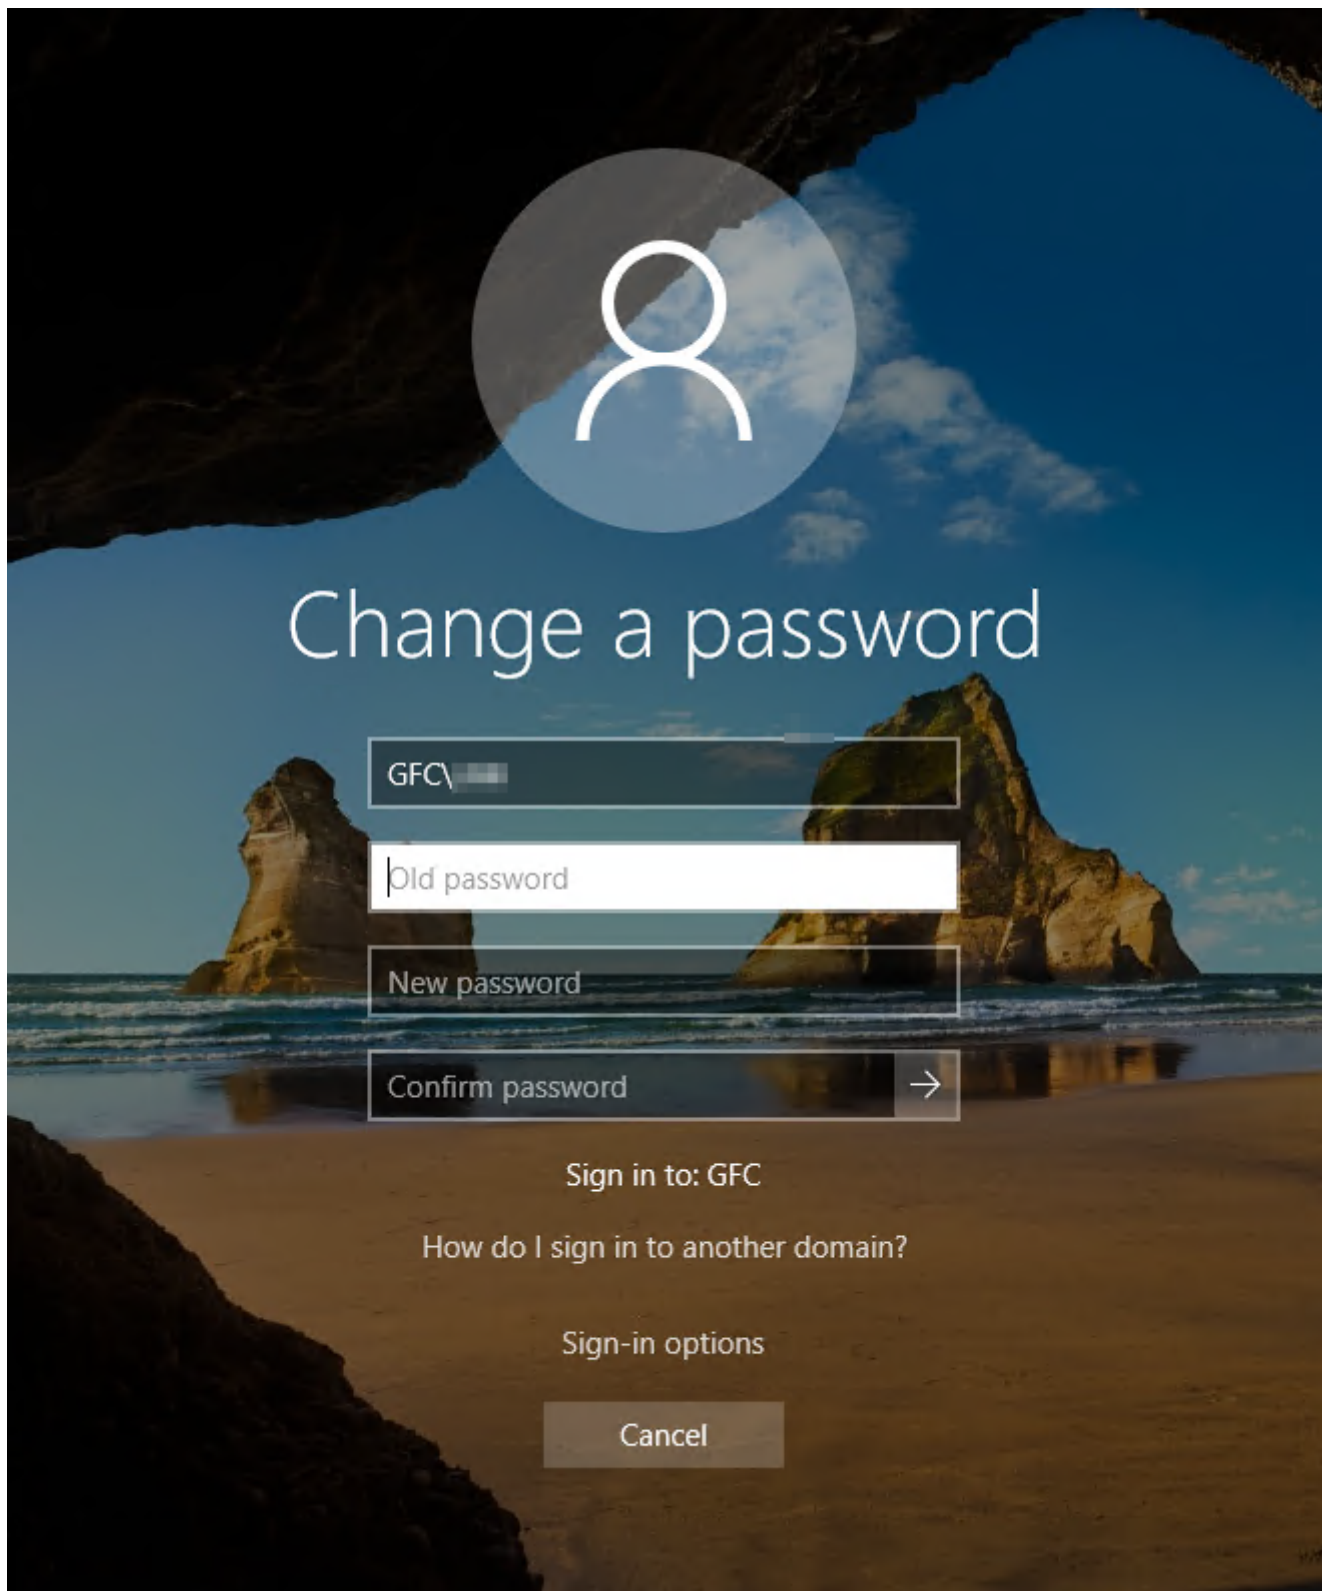 Change a password
GFC\
Old password
New password
Confirm password
Sign in to: GFC
How do I sign in to another domain?
Sign-in options
Cancel